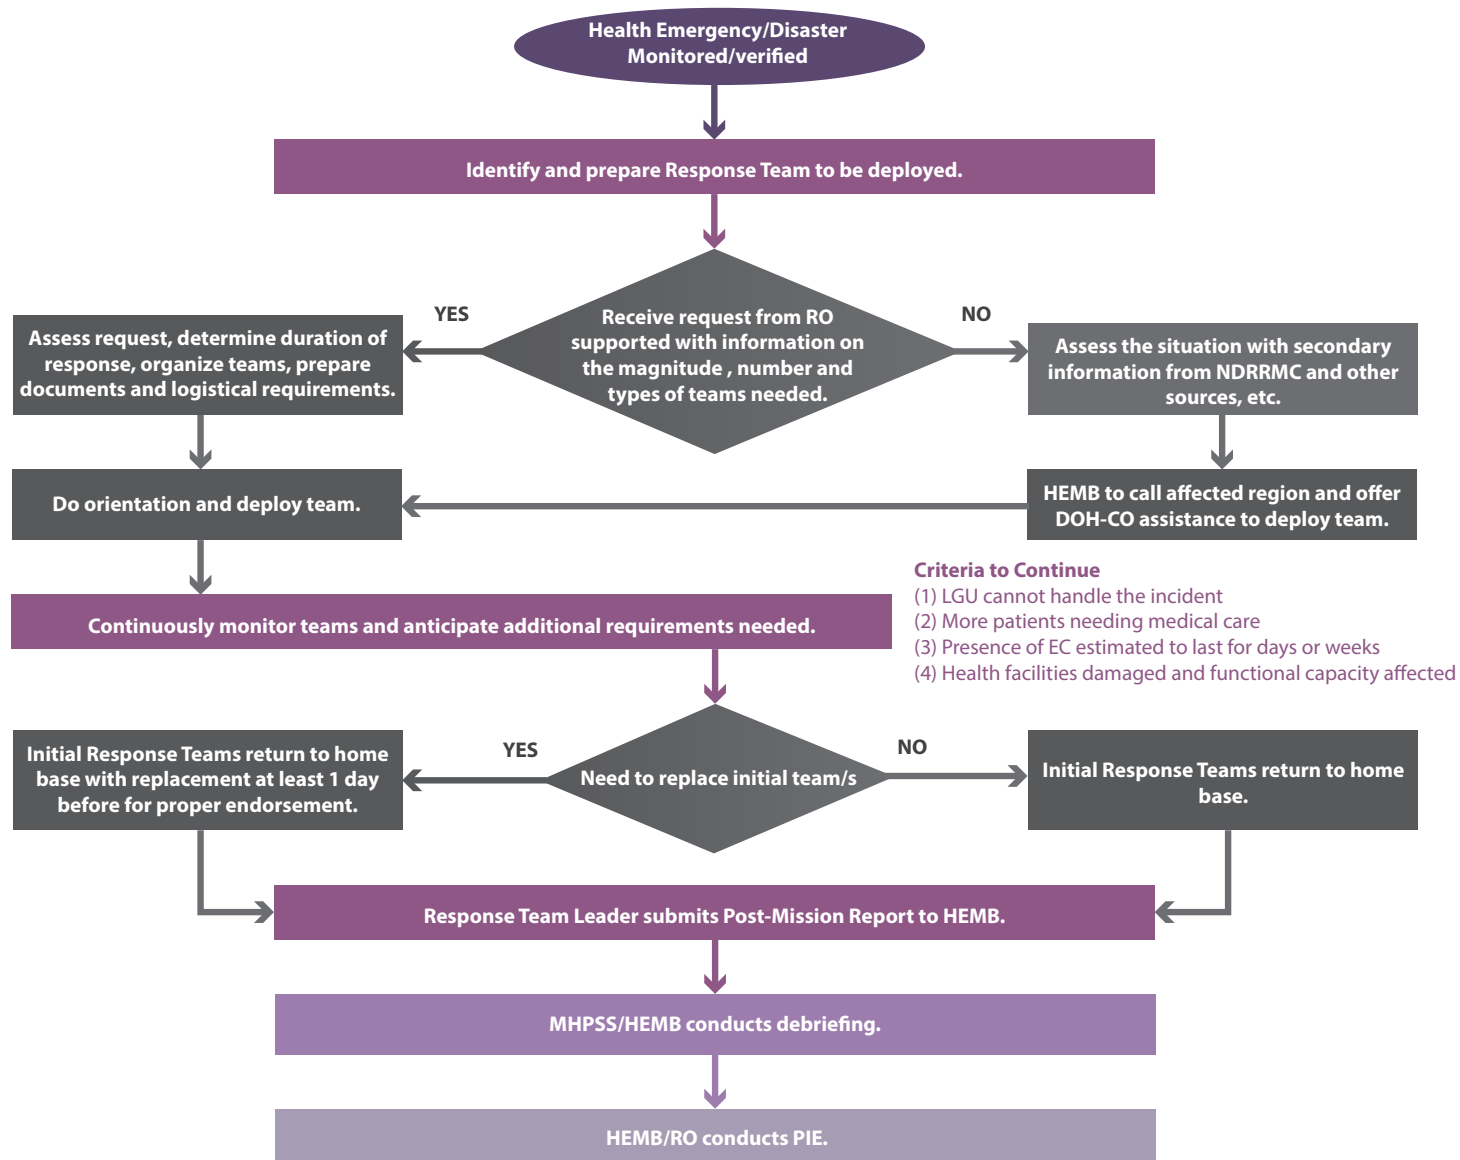 Health Emergency/Disaster
Monitored/verified
Identify and prepare Response Team to be deployed.
YES
NO
Receive request from RO
supported with information on
the magnitude , number and
types of teams needed.
Assess request, determine duration of
response, organize teams, prepare
documents and logistical requirements.
Assess the situation with secondary
information from NDRRMC and other
sources, etc.
Do orientation and deploy team.
HEMB to call affected region and offer
DOH-CO assistance to deploy team.
Criteria to Continue
(1) LGU cannot handle the incident
(2) More patients needing medical care
(3) Presence of EC estimated to last for days or weeks
(4) Health facilities damaged and functional capacity affected
Continuously monitor teams and anticipate additional requirements needed.
YES
NO
Initial Response Teams return to home
base with replacement at least 1 day
before for proper endorsement.
Need to replace initial team/s
Initial Response Teams return to home
base.
Response Team Leader submits Post-Mission Report to HEMB.
MHPSS/HEMB conducts debriefing.
HEMB/RO conducts PIE.